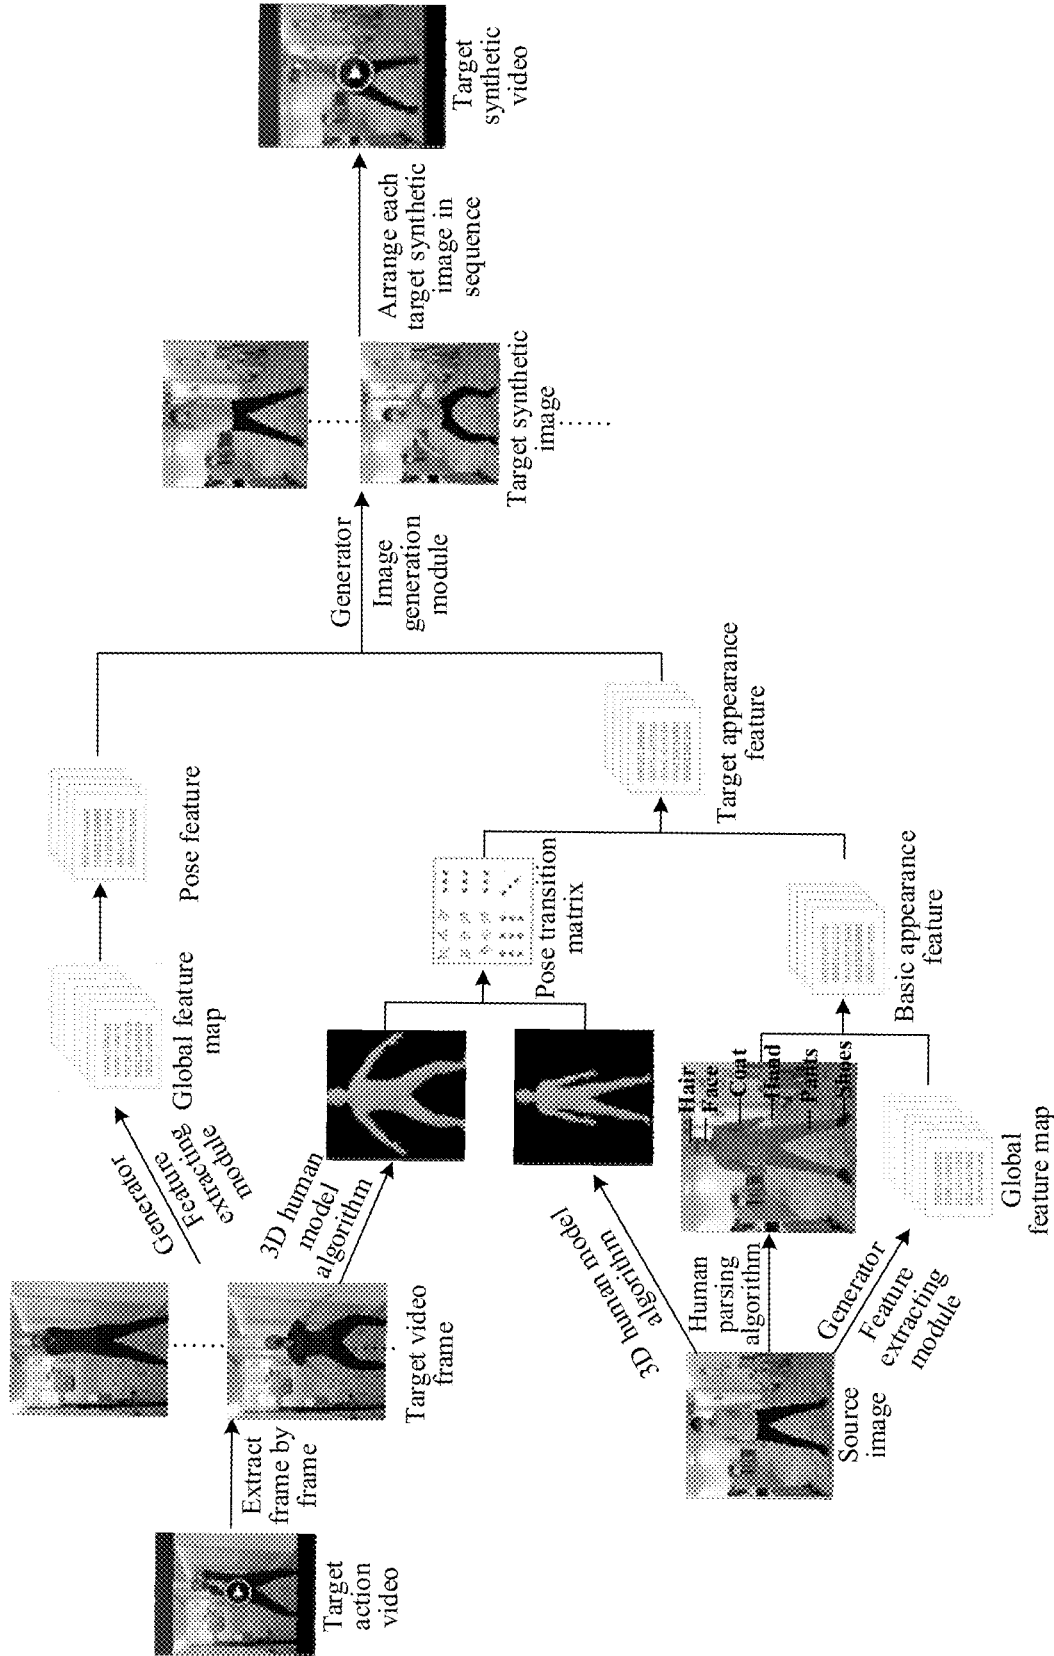 Target
action
video
Extract
frame by
frame
Target video
frame
Generator
Feature
extracting
module
Global feature
map
Pose feature
3D human
model
algorithm
3D human model
algorithm
Pose transition
matrix
Source
image
Human
parsing
algorithm
Hair
Face
Coat
Hand
Pants
Shoes
Generator
Feature
extracting
module
Global
feature map
Basic appearance
feature
Target appearance
feature
Generator
Image
generation
module
Target synthetic
image
Arrange each
target synthetic
image in
sequence
Target
synthetic
video